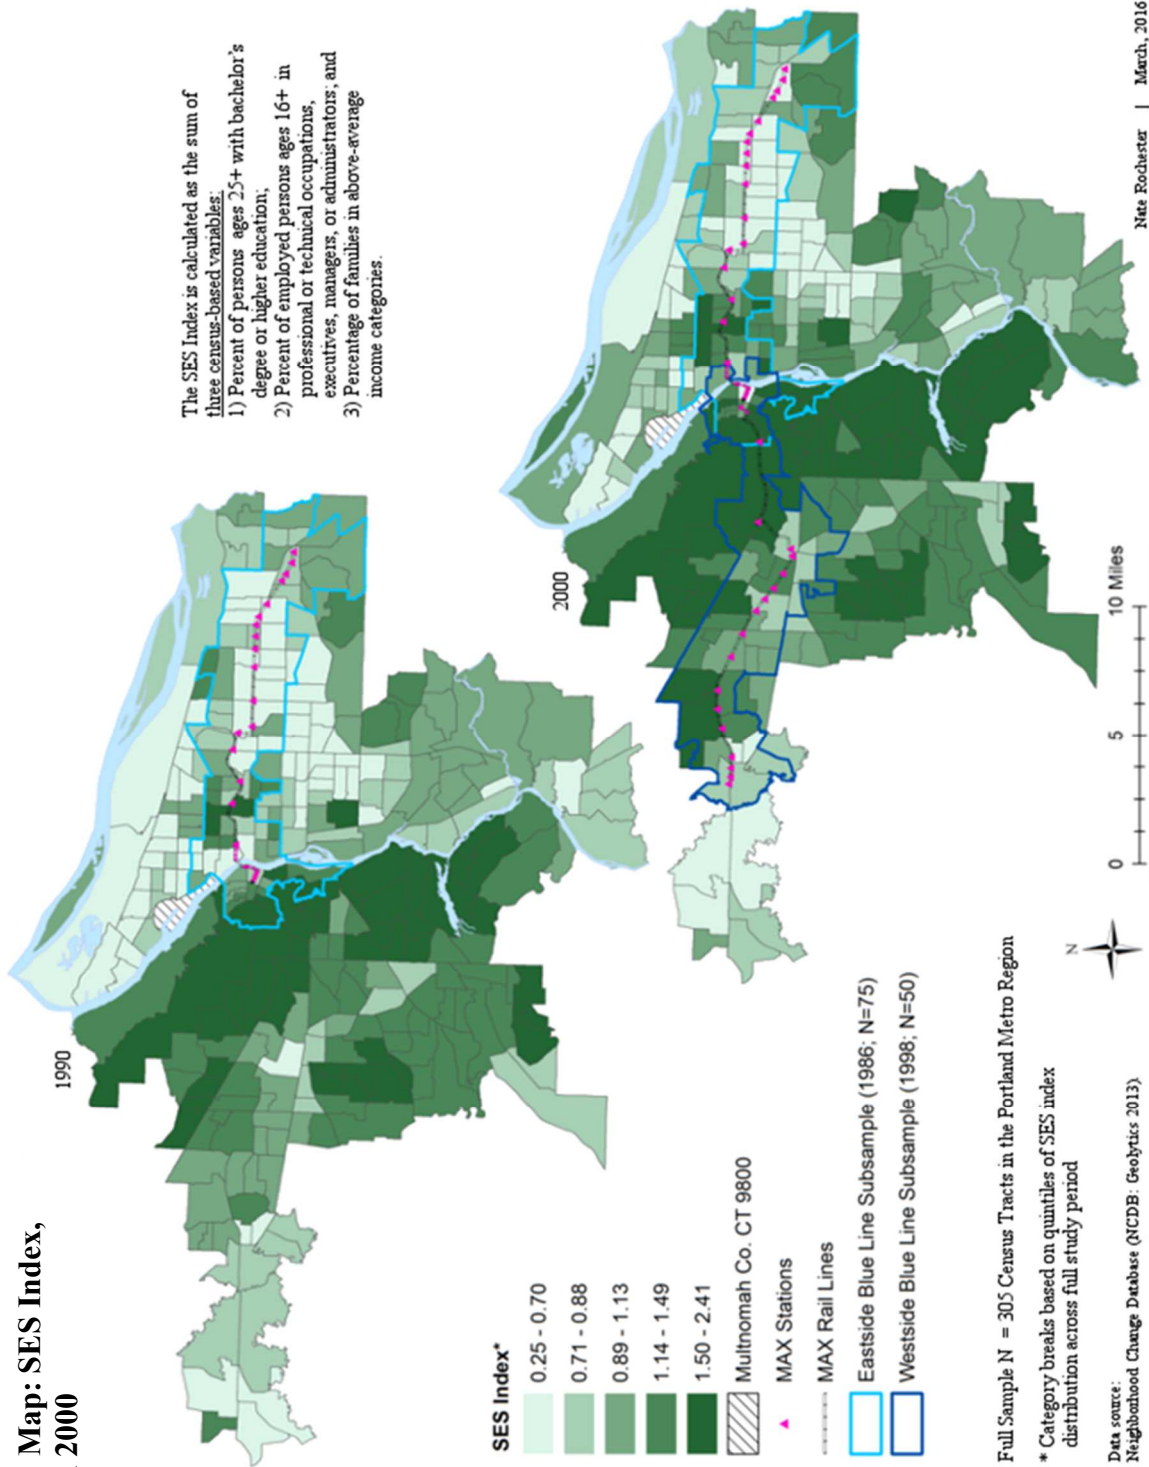 Map: SES Index,
2000
The SES Index is calculated as the sum of
three census-based variables:
1) Percent of persons ages 25+ with bachelor's
degree or higher education;
2) Percent of employed persons ages 16+ in
professional or technical occupations,
executives, managers, or administrators; and
3) Percentage of families in above-average
income categories.
1990
2000
SES Index*
0.25 - 0.70
0.71 - 0.88
0.89 - 1.13
1.14 - 1.49
1.50 - 2.41
Multnomah Co. CT 9800
MAX Stations
MAX Rail Lines
Eastside Blue Line Subsample (1986; N=75)
Westside Blue Line Subsample (1998; N=50)
Full Sample N = 305 Census Tracts in the Portland Metro Region
* Category breaks based on quintiles of SES index
distribution across full study period
Data source:
Neighborhood Change Database (NCDB: Geolytics 2013)
N
0 5 10 Miles
Nate Rochester | March, 2016